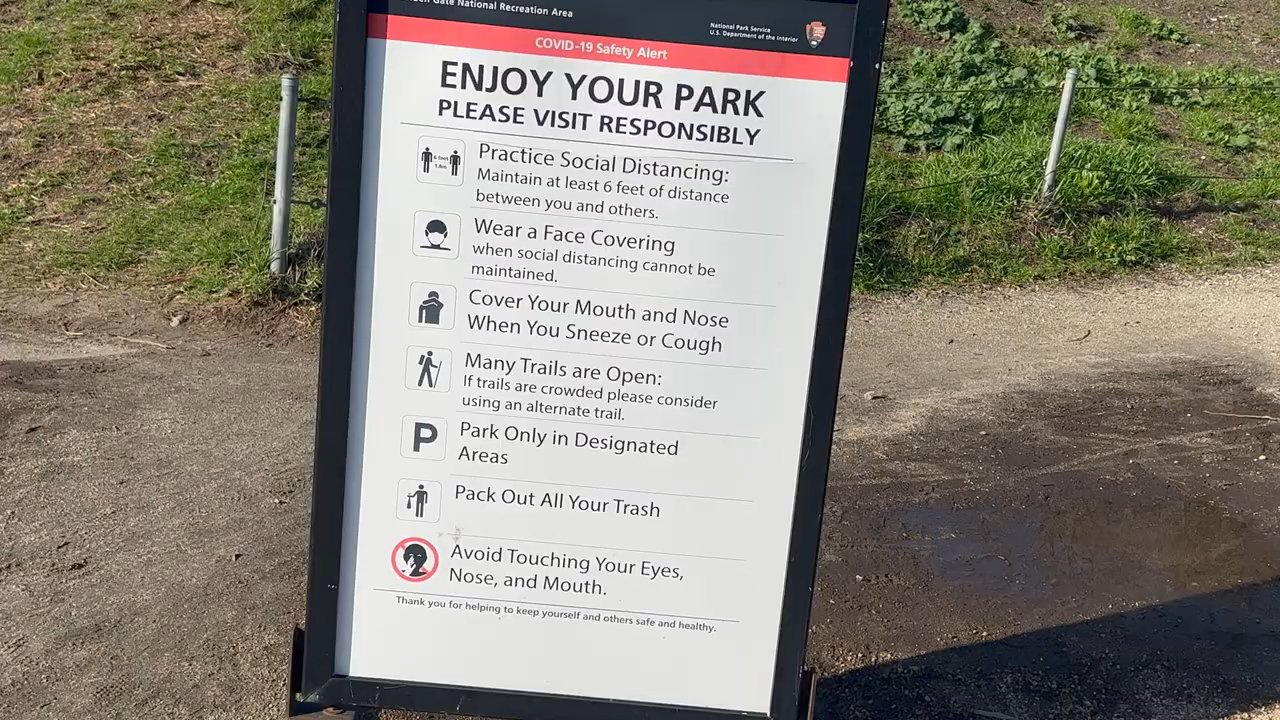 Gate National Recreation Area
National Park Service
U.S. Department of the Interior
COVID-19 Safety Alert
ENJOY YOUR PARK
PLEASE VISIT RESPONSIBLY
6 feet
1.8m
Practice Social Distancing:
Maintain at least 6 feet of distance
between you and others.
Wear a Face Covering
when social distancing cannot be
maintained.
Cover Your Mouth and Nose
When You Sneeze or Cough
Many Trails are Open:
If trails are crowded please consider
using an alternate trail.
P
Park Only in Designated
Areas
Pack Out All Your Trash
Avoid Touching Your Eyes,
Nose, and Mouth.
Thank you for helping to keep yourself and others safe and healthy.